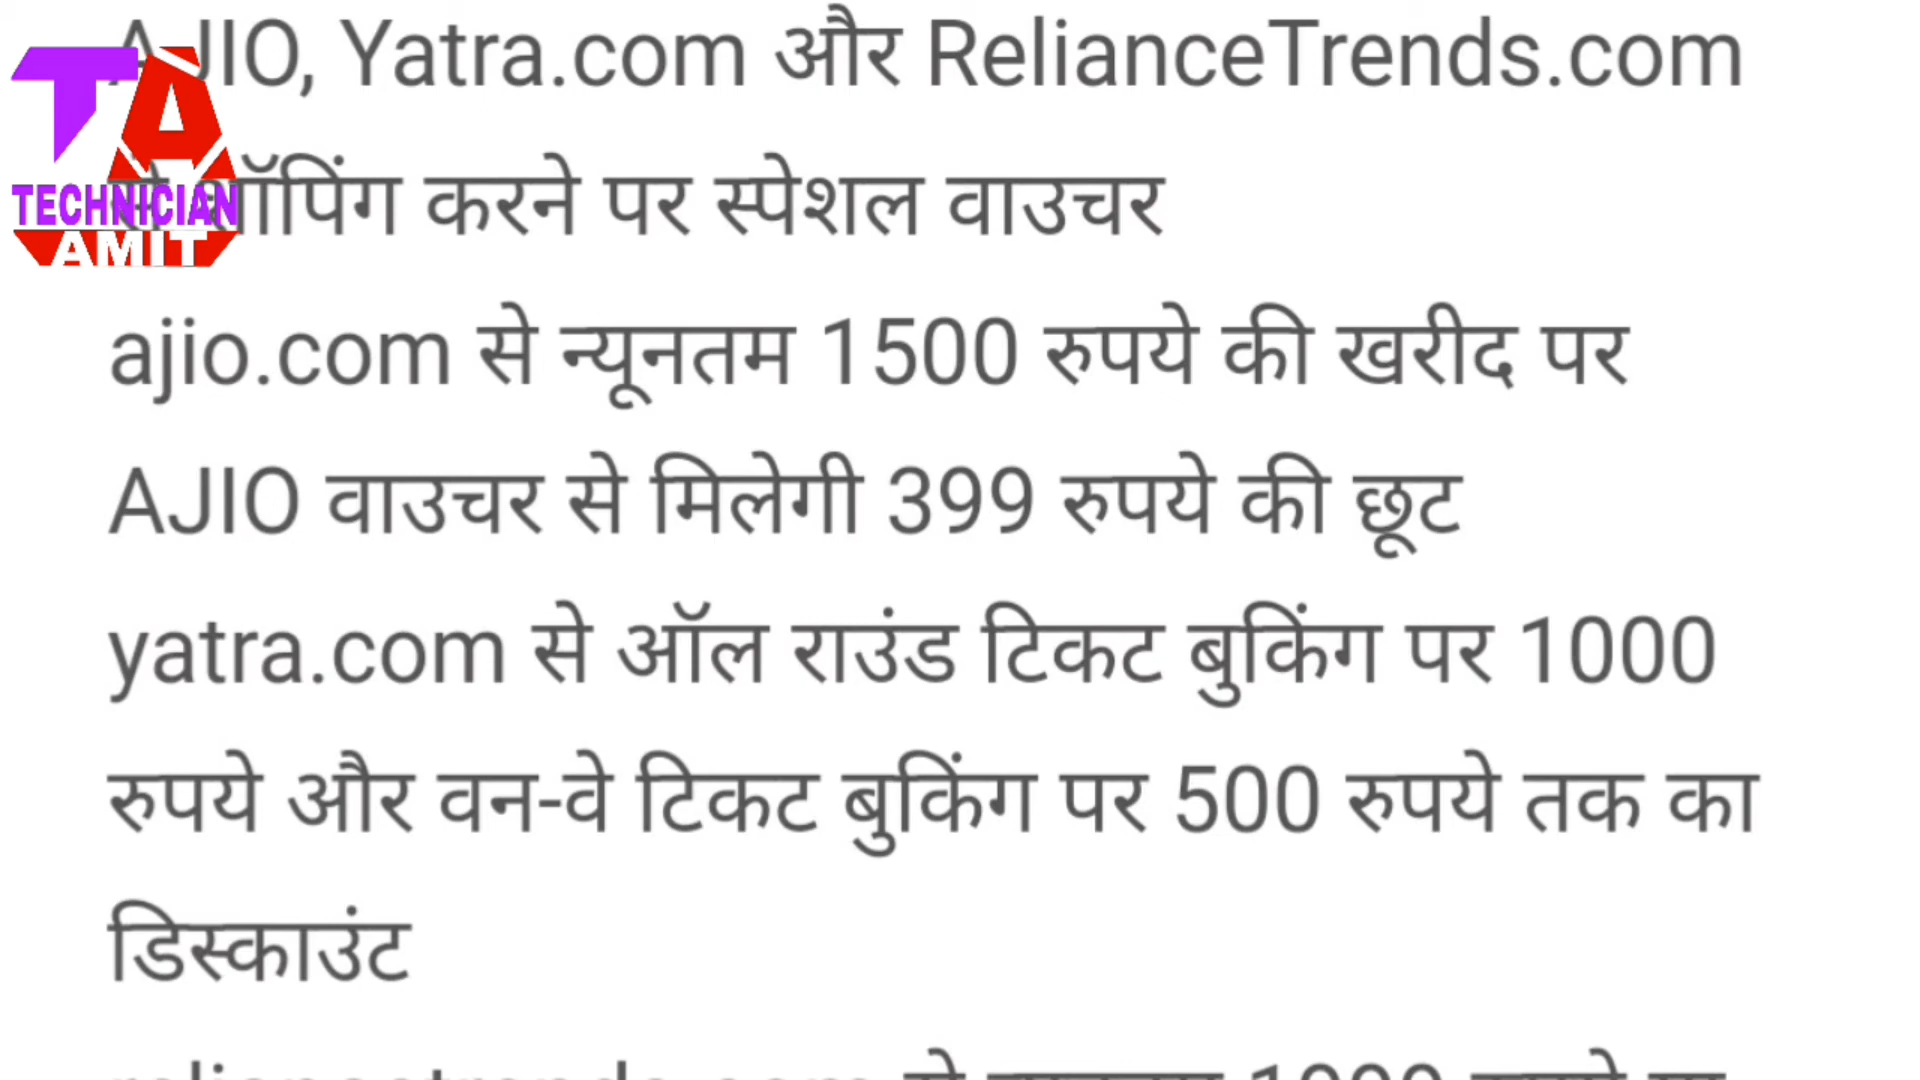 AJIO, Yatra.com और RelianceTrends.com
से शॉपिंग करने पर स्पेशल वाउचर
TECHNICIAN
AMIT
ajio.com से न्यूनतम 1500 रुपये की खरीद पर
AJIO वाउचर से मिलेगी 399 रुपये की छूट
yatra.com से ऑल राउंड टिकट बुकिंग पर 1000
रुपये और वन-वे टिकट बुकिंग पर 500 रुपये तक का
डिस्काउंट